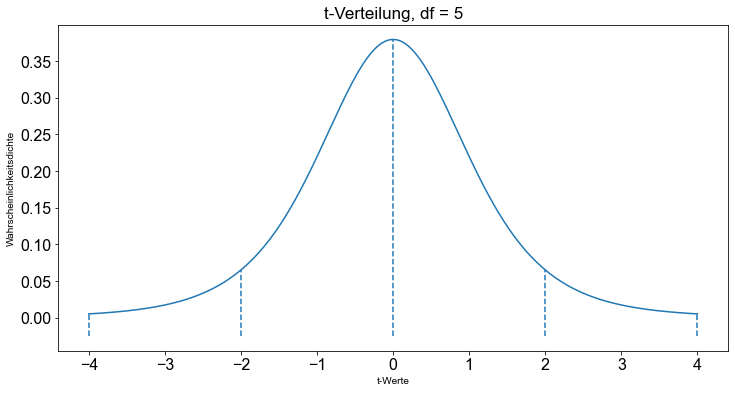 t-Verteilung, df = 5
Wahrscheinlichkeitsdichte
0.35
0.30
0.25
0.20
0.15
0.10
0.05
0.00
−4 −3 −2 −1 0 1 2 3 4
t-Werte